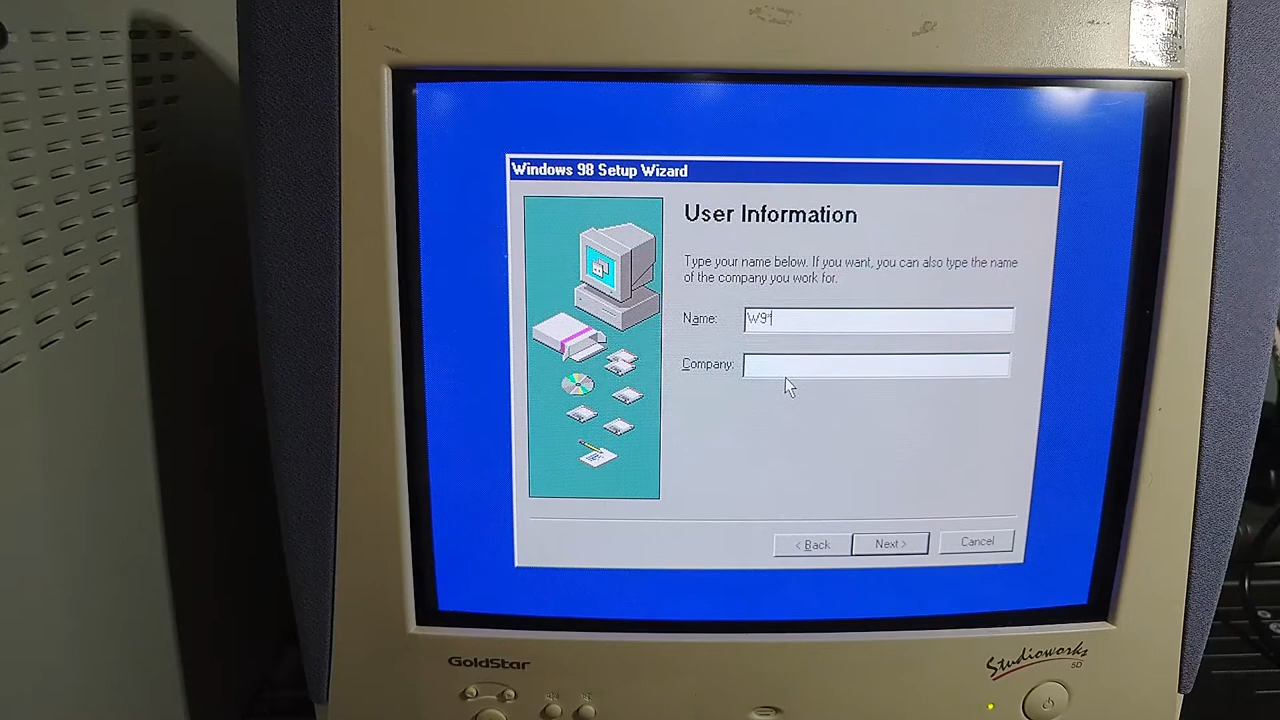 Windows 98 Setup Wizard
User Information
Type your name below. If you want, you can also type the name
of the company you work for.
Name: W9*
Company:
< Back Next > Cancel
GoldStar
Studioworks
5D